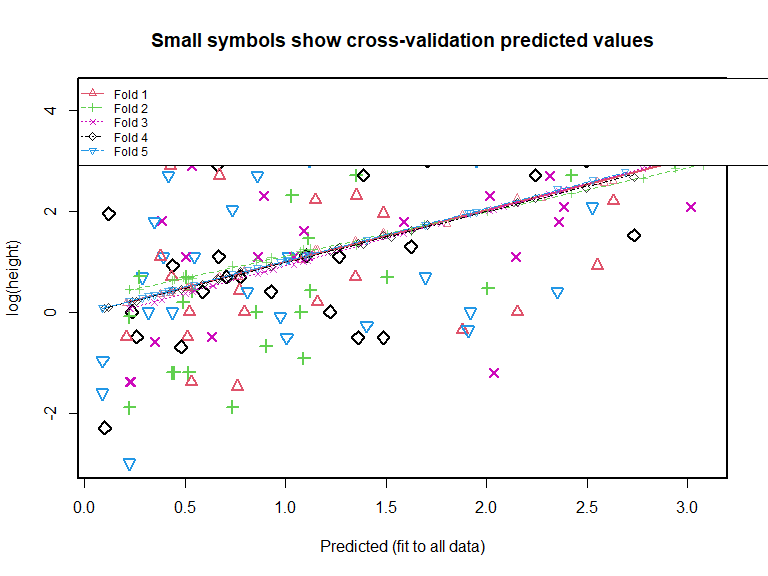 Small symbols show cross-validation predicted values
Fold 1
Fold 2
Fold 3
Fold 4
Fold 5
4
2
0
-2
log(height)
0.0 0.5 1.0 1.5 2.0 2.5 3.0
Predicted (fit to all data)